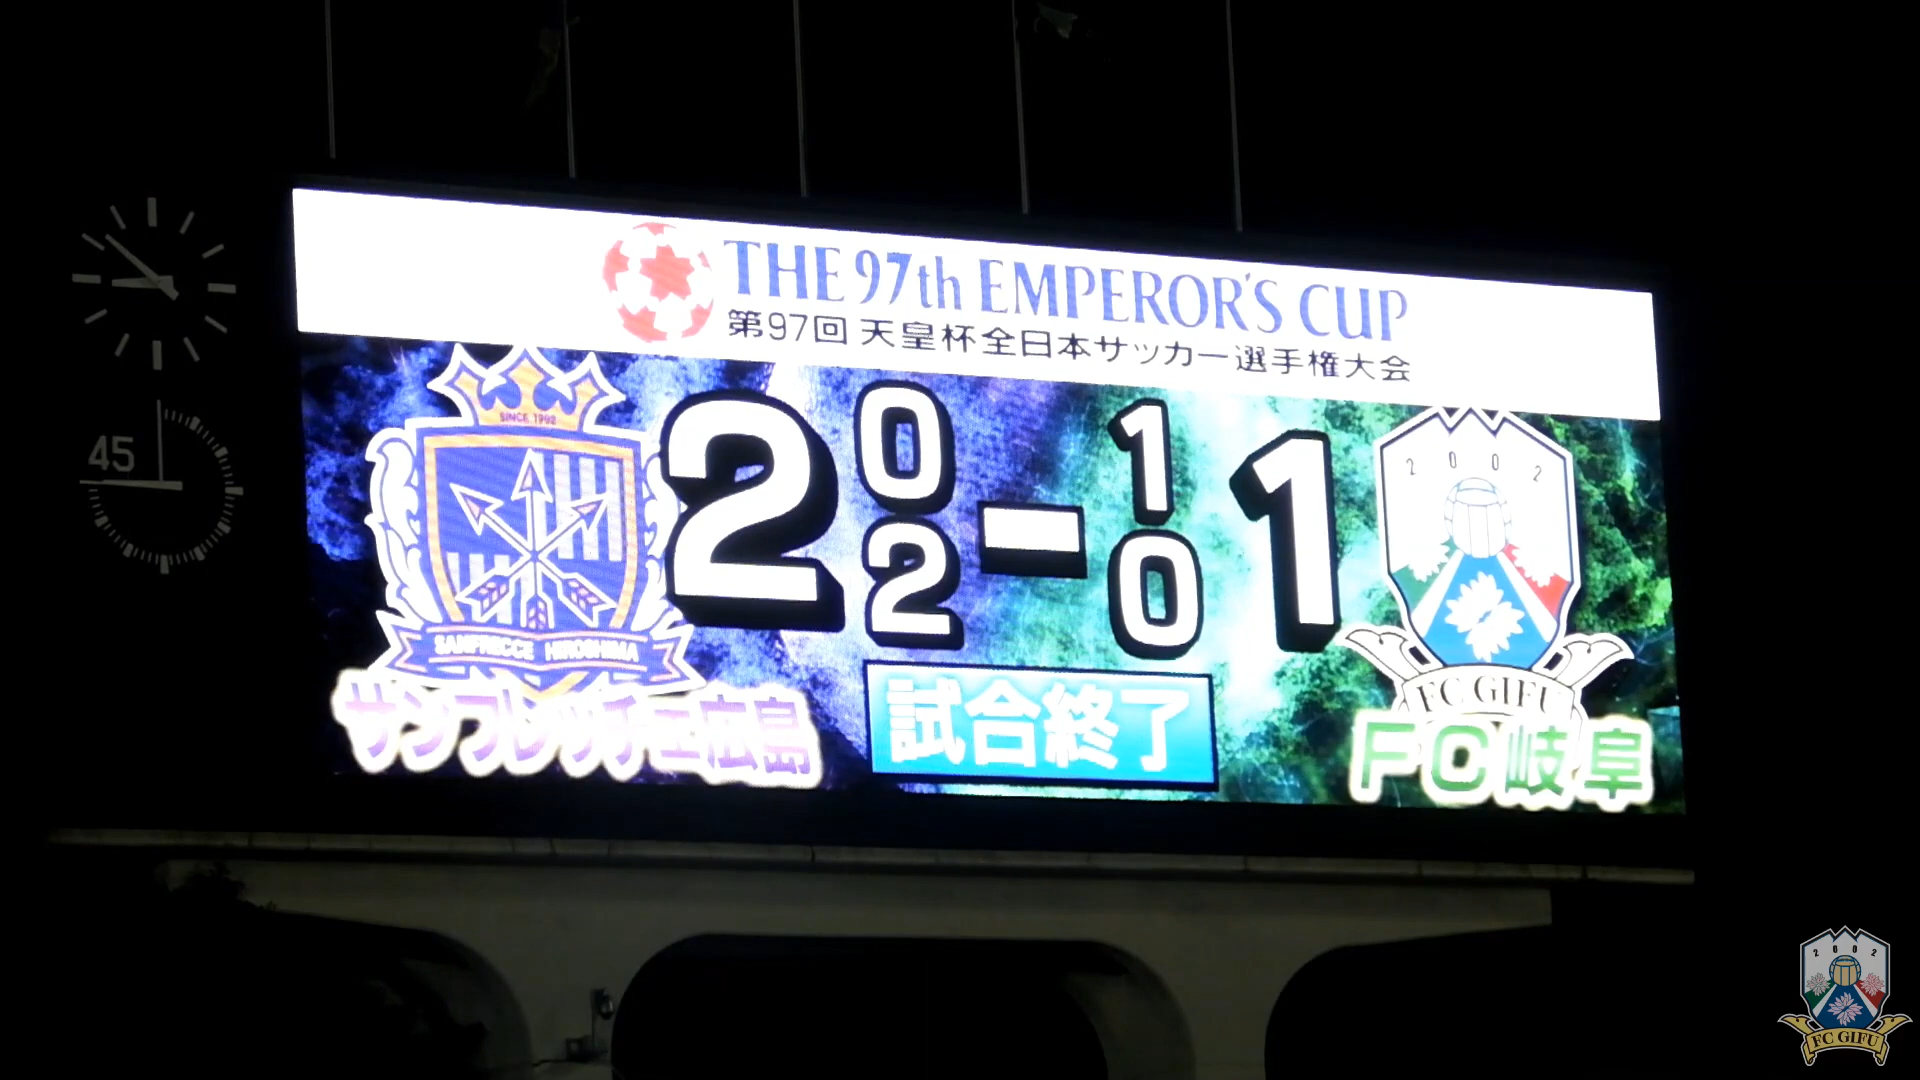 THE 97th EMPEROR'S CUP
第97回 天皇杯全日本サッカー選手権大会
SINCE 1992
45
2 0 - 1 1
2 0
2 0 0 2
SANFRECCE HIROSHIMA
FC GIFU
サンフレッチェ広島
試合終了
FC岐阜
2 0 0 2
FC GIFU